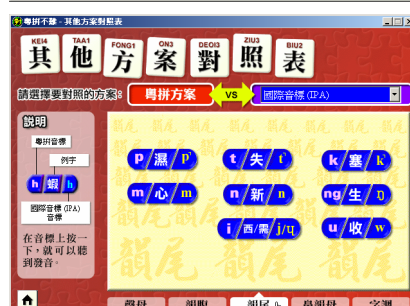 粵拼不難 - 其他方案對照表
KEI4 TAA1 FONG1 ON3 DEOI3 ZIU3 BIU2
其他方案對照表
請選擇要對照的方案： 粵拼方案 VS 國際音標(IPA)
說明
粵拼音標
例字
h/蝦/h
國際音標(IPA)
音標
在音標上按一
下，就可以聽
到發音。
p/濕/p̚ t/失/t̚ k/塞/k̚
m/心/m n/新/n ng/生/ŋ
i/西/需/j/ɥ u/收/w
韻尾 韻尾 韻尾
聲母 韻腹 韻尾 鼻韻母 字調